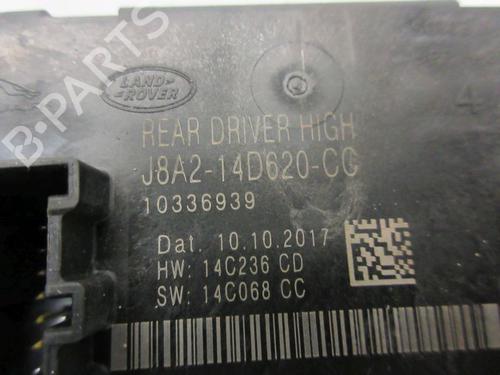 B-PARTS
LAND-
ROVER
REAR DRIVER HIGH
J8A2-14D620-CC
10336939
Dat. 10.10.2017
HW: 14C236 CD
SW: 14C068 CC
4